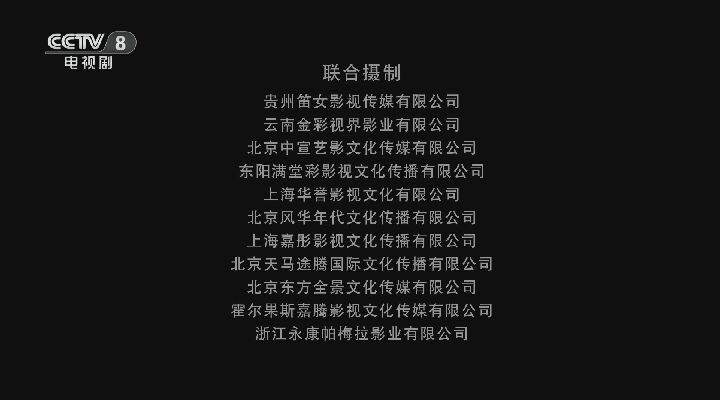 CCTV 8
电视剧
联合摄制
贵州笛女影视传媒有限公司
云南金彩视界影业有限公司
北京中宣艺影文化传媒有限公司
东阳满堂彩影视文化传播有限公司
上海华誉影视文化有限公司
北京风华年代文化传播有限公司
上海嘉彤影视文化传播有限公司
北京天马途腾国际文化传播有限公司
北京东方全景文化传媒有限公司
霍尔果斯嘉腾影视文化传媒有限公司
浙江永康帕梅拉影业有限公司